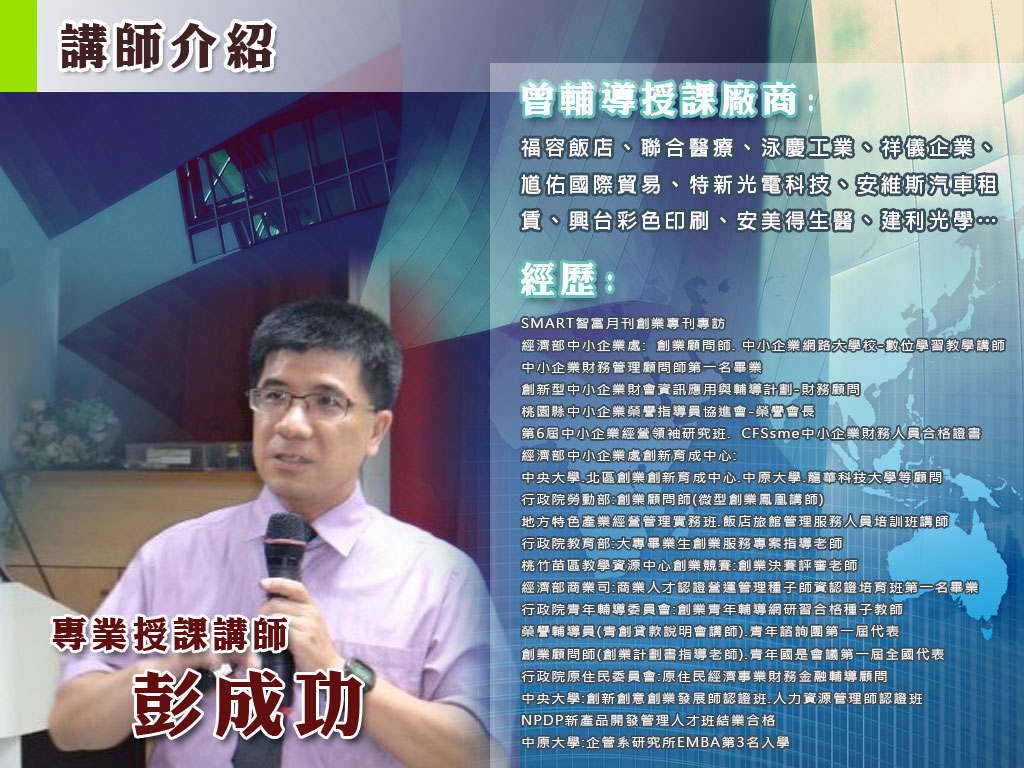 講師介紹
曾輔導授課廠商:
福容飯店、聯合醫療、泳慶工業、祥儀企業、
馗佑國際貿易、特新光電科技、安維斯汽車租
賃、興台彩色印刷、安美得生醫、建利光學…
經歷:
SMART智富月刊創業專刊專訪
經濟部中小企業處: 創業顧問師. 中小企業網路大學校-數位學習教學講師
中小企業財務管理顧問師第一名畢業
創新型中小企業財會資訊應用與輔導計劃-財務顧問
桃園縣中小企業榮譽指導員協進會-榮譽會長
第6屆中小企業經營領袖研究班. CFSsme中小企業財務人員合格證書
經濟部中小企業處創新育成中心:
中央大學.北區創業創新育成中心.中原大學.龍華科技大學等顧問
行政院勞動部:創業顧問師(微型創業鳳凰講師)
地方特色產業經營管理實務班.飯店旅館管理服務人員培訓班講師
行政院教育部:大專畢業生創業服務專案指導老師
桃竹苗區教學資源中心創業競賽:創業決賽評審老師
經濟部商業司:商業人才認證營運管理種子師資認證培育班第一名畢業
行政院青年輔導委員會:創業青年輔導網研習合格種子教師
榮譽輔導員(青創貸款說明會講師).青年諮詢團第一屆代表
創業顧問師(創業計劃書指導老師).青年國是會議第一屆全國代表
行政院原住民委員會:原住民經濟事業財務金融輔導顧問
中央大學:創新創意創業發展師認證班.人力資源管理師認證班
NPDP新產品開發管理人才班結業合格
中原大學:企管系研究所EMBA第3名入學
專業授課講師
彭成功